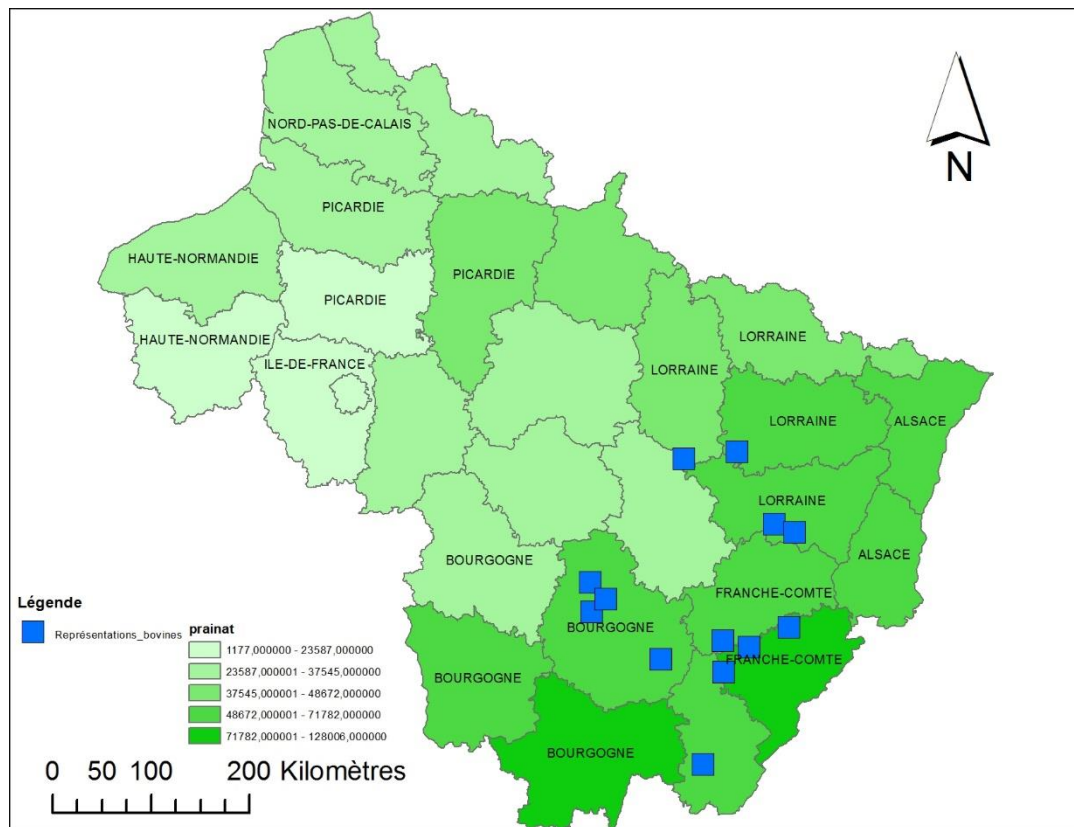 N
NORD-PAS-DE-CALAIS
PICARDIE
HAUTE-NORMANDIE
PICARDIE
PICARDIE
HAUTE-NORMANDIE
ILE-DE-FRANCE
LORRAINE
LORRAINE
LORRAINE
ALSACE
LORRAINE
ALSACE
BOURGOGNE
FRANCHE-COMTE
BOURGOGNE
FRANCHE-COMTE
BOURGOGNE
BOURGOGNE
Légende
Représentations_bovines
prainat
1177,000000 - 23587,000000
23587,000001 - 37545,000000
37545,000001 - 48672,000000
48672,000001 - 71782,000000
71782,000001 - 128006,000000
0 50 100 200 Kilomètres